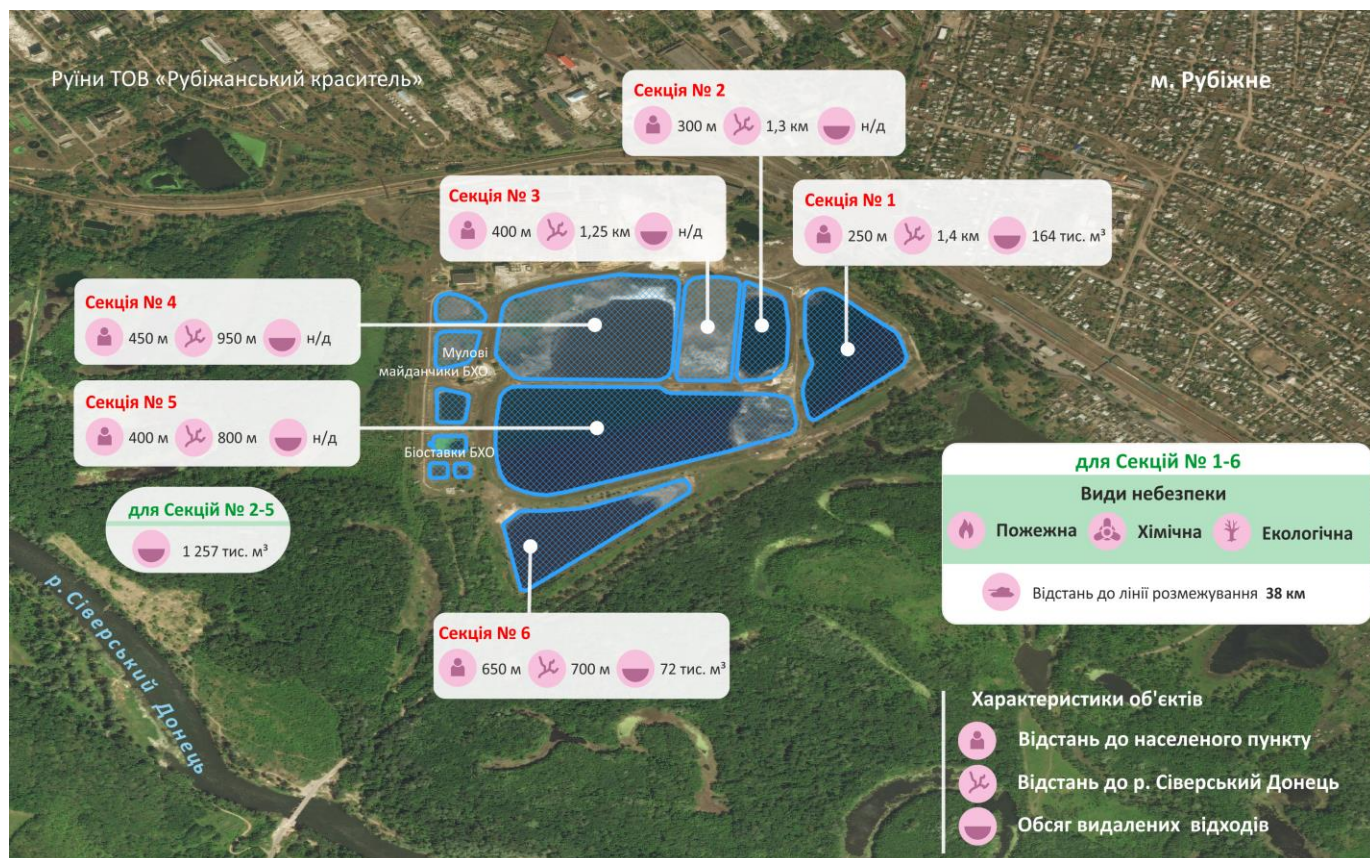 Руїни ТОВ «Рубіжанський краситель»
м. Рубіжне
Секція № 2
300 м 1,3 км н/д
Секція № 3
400 м 1,25 км н/д
Секція № 1
250 м 1,4 км 164 тис. м³
Секція № 4
450 м 950 м н/д
Мулові
майданчики БХО
Секція № 5
400 м 800 м н/д
Біоставки БХО
для Секцій № 2-5
1 257 тис. м³
для Секцій № 1-6
Види небезпеки
Пожежна Хімічна Екологічна
Відстань до лінії розмежування 38 км
Секція № 6
650 м 700 м 72 тис. м³
р. Сіверський Донець
Характеристики об'єктів
Відстань до населеного пункту
Відстань до р. Сіверський Донець
Обсяг видалених відходів